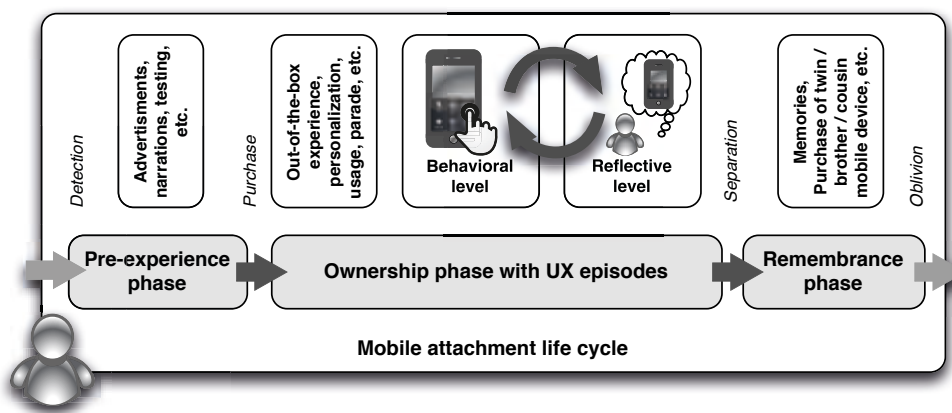 Detection
Advertisments,
narrations, testing,
etc.
Purchase
Out-of-the-box
experience,
personalization,
usage, parade, etc.
Behavioral
level
Reflective
level
Separation
Memories,
Purchase of twin /
brother / cousin
mobile device, etc.
Oblivion
Pre-experience
phase
Ownership phase with UX episodes
Remembrance
phase
Mobile attachment life cycle